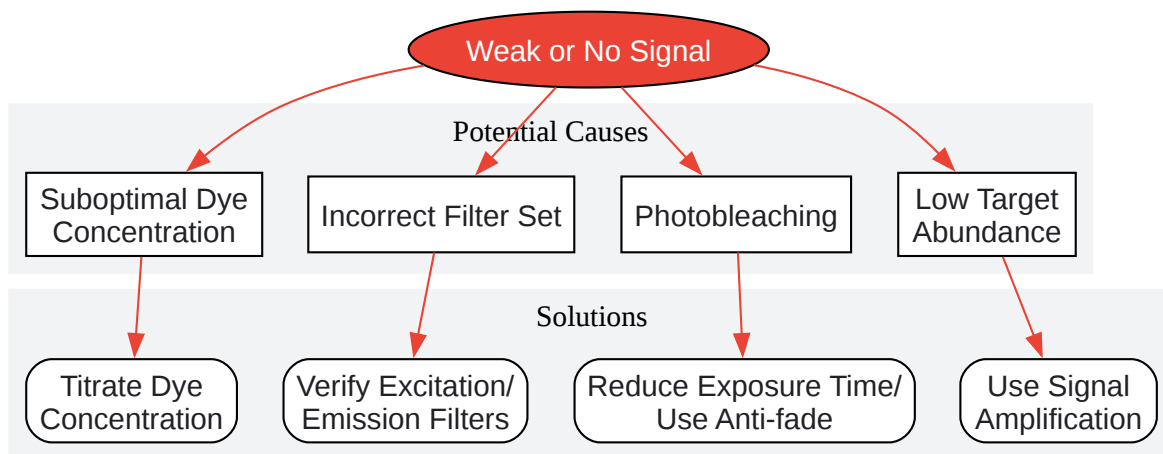 Weak or No Signal
Potential Causes
Suboptimal Dye
Concentration
Incorrect Filter Set
Photobleaching
Low Target
Abundance
Solutions
Titrate Dye
Concentration
Verify Excitation/
Emission Filters
Reduce Exposure Time/
Use Anti-fade
Use Signal
Amplification